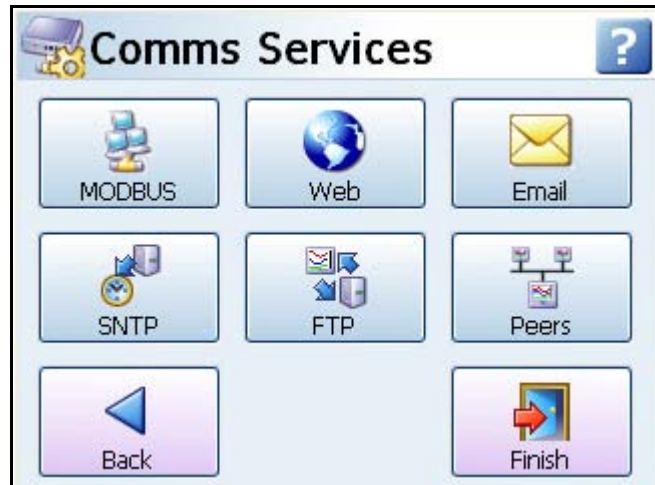 Comms Services ?
MODBUS Web Email
SNTP FTP Peers
Back Finish